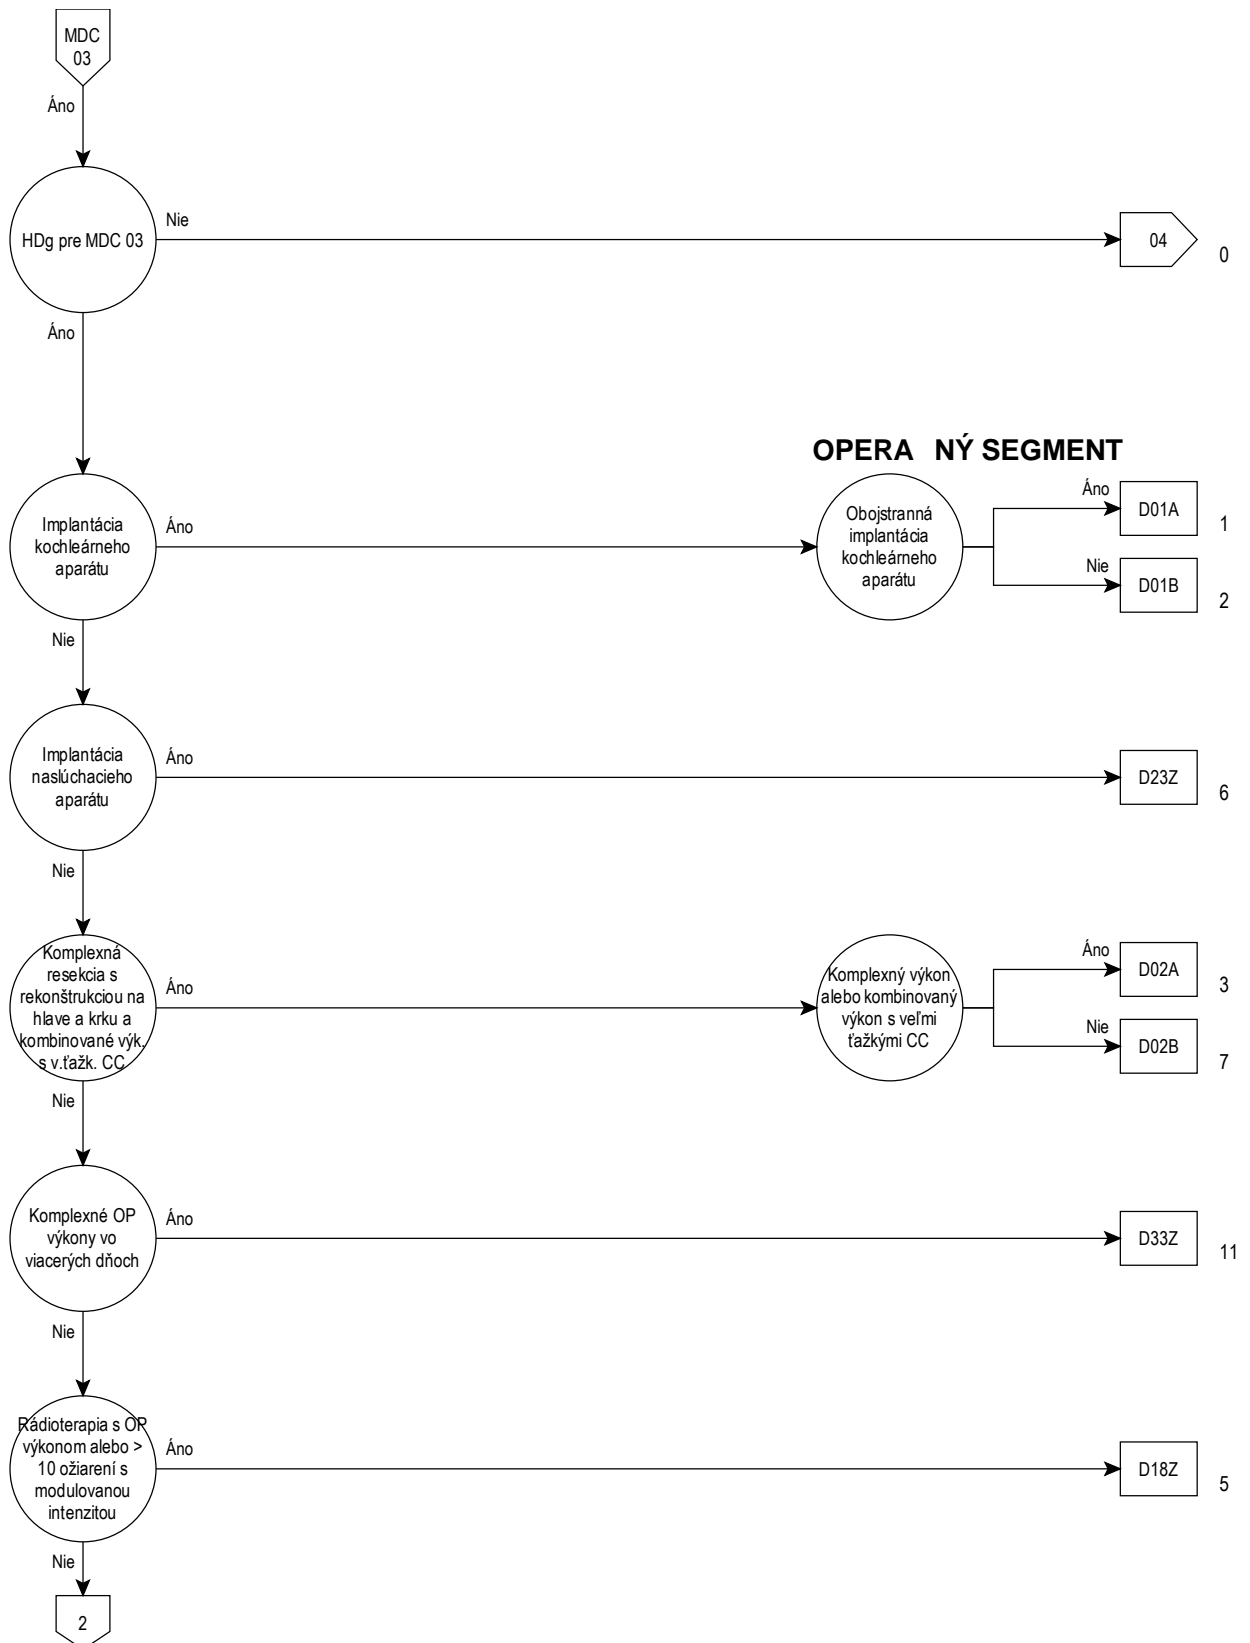 MDC
03
Áno
HDg pre MDC 03
Nie
04
0
Áno
OPERA NÝ SEGMENT
Implantácia
kochleárneho
aparátu
Áno
Obojstranná
implantácia
kochleárneho
aparátu
Áno
D01A
1
Nie
D01B
2
Nie
Implantácia
naslúchacieho
aparátu
Áno
D23Z
6
Nie
Komplexná
resekcia s
rekonštrukciou na
hlave a krku a
kombinované výk.
s v.ťažk. CC
Áno
Komplexný výkon
alebo kombinovaný
výkon s veľmi
ťažkými CC
Áno
D02A
3
Nie
D02B
7
Nie
Komplexné OP
výkony vo
viacerých dňoch
Áno
D33Z
11
Nie
Rádioterapia s OP
výkonom alebo >
10 ožiarení s
modulovanou
intenzitou
Áno
D18Z
5
Nie
2